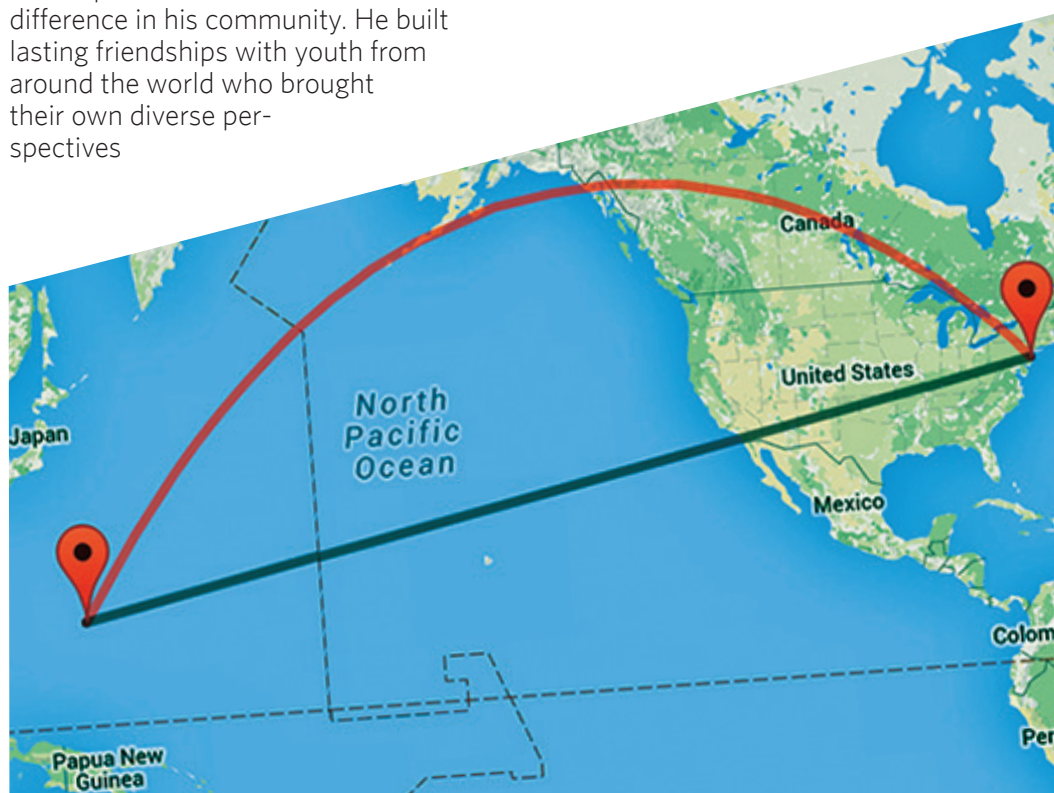 difference in his community. He built
lasting friendships with youth from
around the world who brought
their own diverse per-
spectives
Canada
United States
North
Pacific
Ocean
Japan
Mexico
Colom
Papua New
Guinea
Per